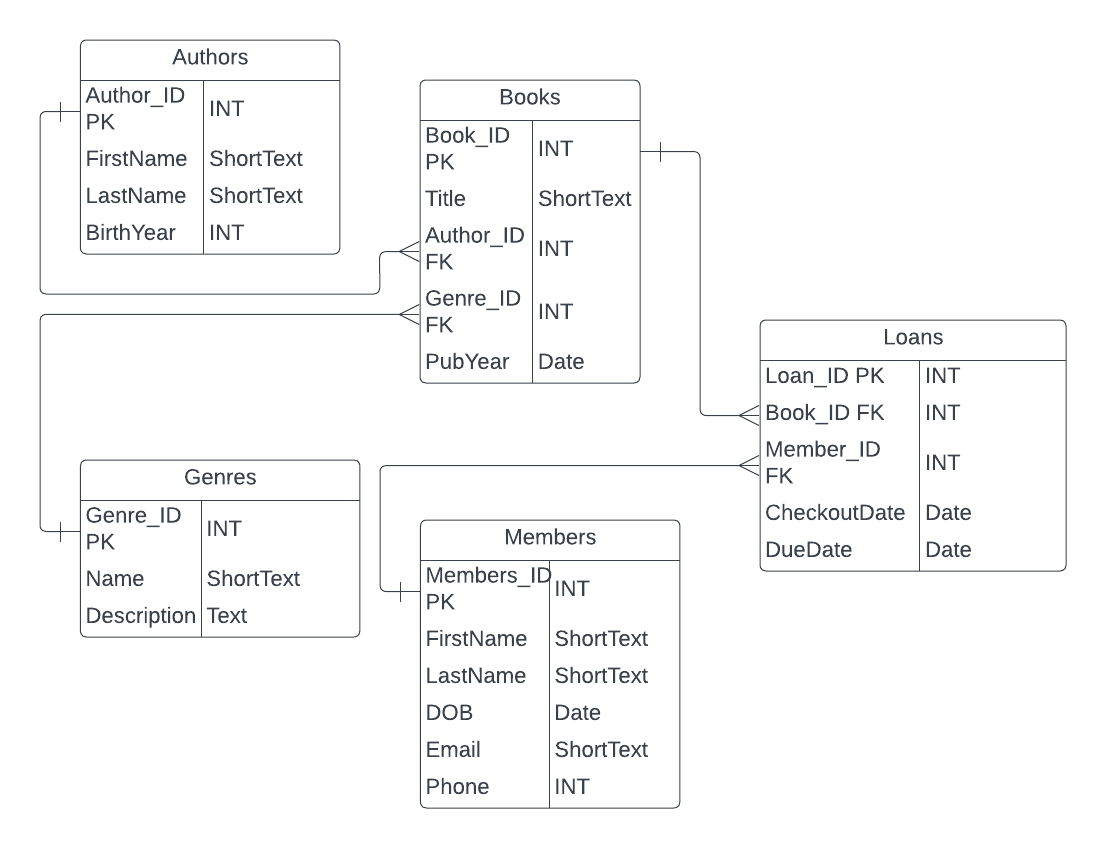 Authors
Author_ID
PK
INT
FirstName
ShortText
LastName
ShortText
BirthYear
INT
Books
Book_ID
PK
INT
Title
ShortText
Author_ID
FK
INT
Genre_ID
FK
INT
PubYear
Date
Loans
Loan_ID PK
INT
Book_ID FK
INT
Member_ID
FK
INT
CheckoutDate
Date
DueDate
Date
Genres
Genre_ID
PK
INT
Name
ShortText
Description
Text
Members
Members_ID
PK
INT
FirstName
ShortText
LastName
ShortText
DOB
Date
Email
ShortText
Phone
INT